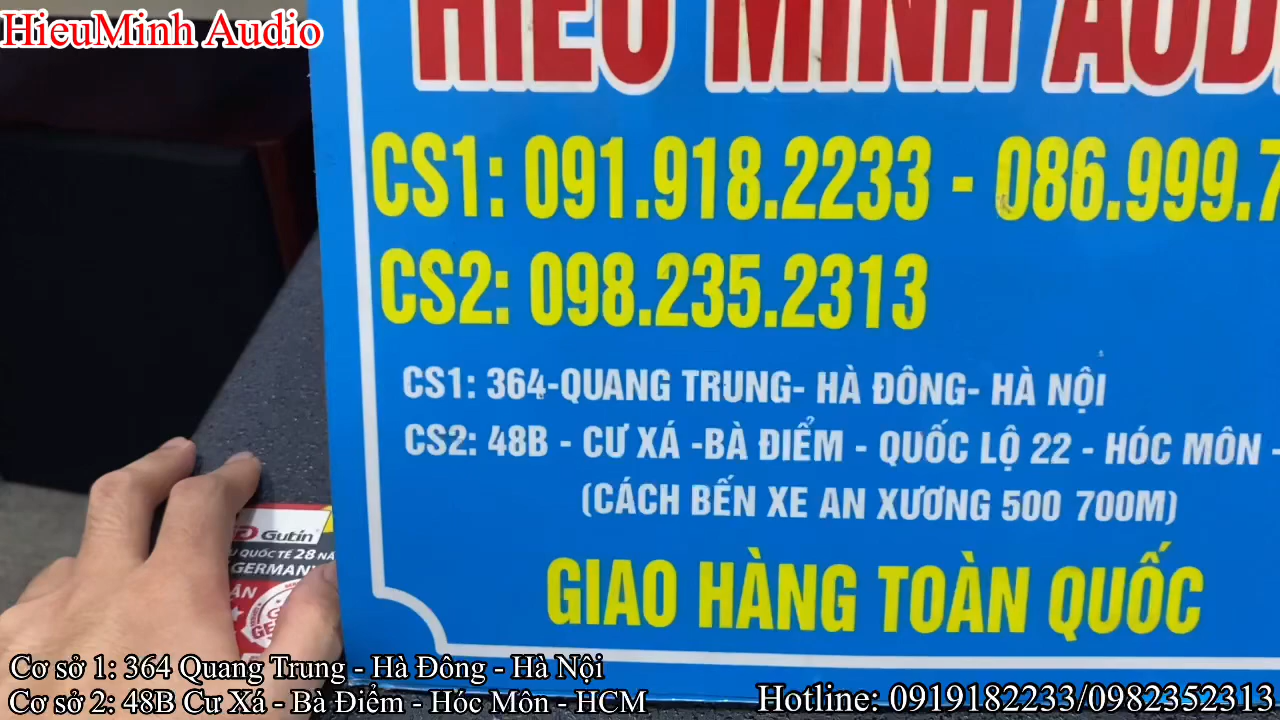 HieuMinh Audio
HIẾU MINH AUD
CS1: 091.918.2233 - 086.999.7
CS2: 098.235.2313
CS1: 364-QUANG TRUNG- HÀ ĐÔNG- HÀ NỘI
CS2: 48B - CƯ XÁ -BÀ ĐIỂM - QUỐC LỘ 22 - HÓC MÔN -
(CÁCH BẾN XE AN XƯƠNG 500 700M)
GIAO HÀNG TOÀN QUỐC
Gutin
QUỐC TẾ 28 NĂ
GERMANY
Cơ sở 1: 364 Quang Trung - Hà Đông - Hà Nội
Cơ sở 2: 48B Cư Xá - Bà Điểm - Hóc Môn - HCM
Hotline: 0919182233/0982352313